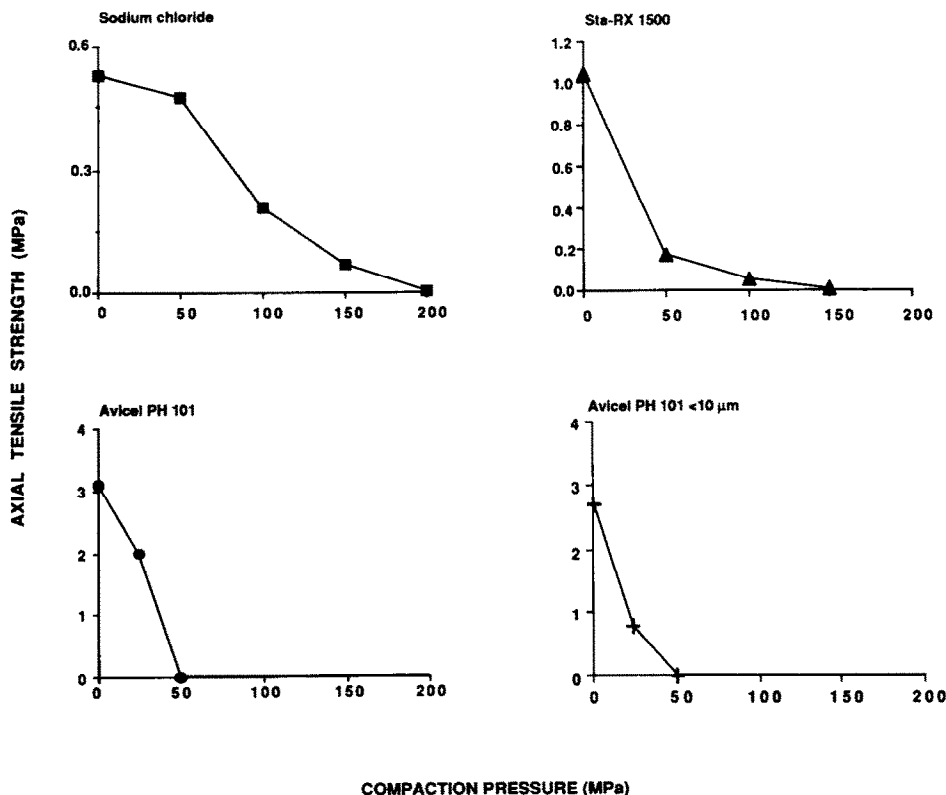 Sodium chloride
0.6
0.3
0.0
0 50 100 150 200
Sta-RX 1500
1.2
1.0
0.8
0.6
0.4
0.2
0.0
0 50 100 150 200
AXIAL TENSILE STRENGTH (MPa)
Avicel PH 101
4
3
2
1
0
0 50 100 150 200
Avicel PH 101 <10 μm
4
3
2
1
0
0 50 100 150 200
COMPACTION PRESSURE (MPa)